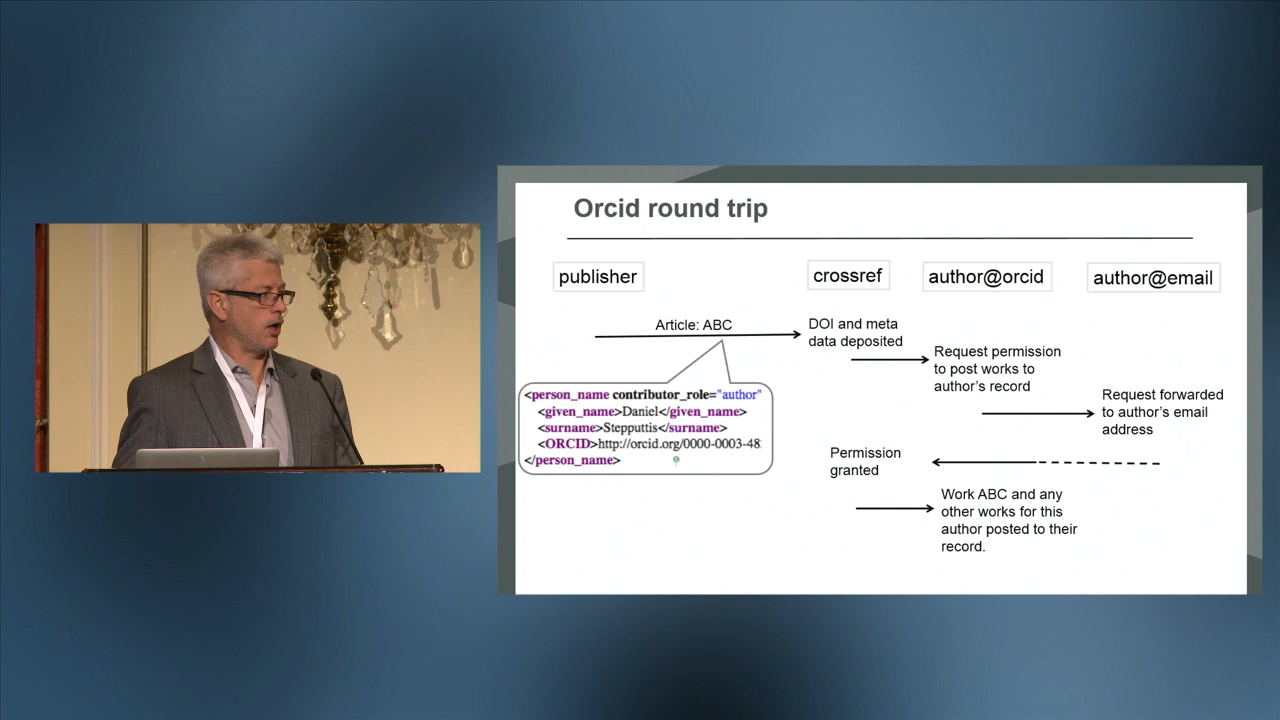 Orcid round trip
publisher
crossref
author@orcid
author@email
Article: ABC
DOI and meta
data deposited
Request permission
to post works to
author's record
<person_name contributor_role="author"
<given_name>Daniel</given_name>
<surname>Stepputtis</surname>
<ORCID>http://orcid.org/0000-0003-48
</person_name>
Request forwarded
to author's email
address
Permission
granted
Work ABC and any
other works for this
author posted to their
record.